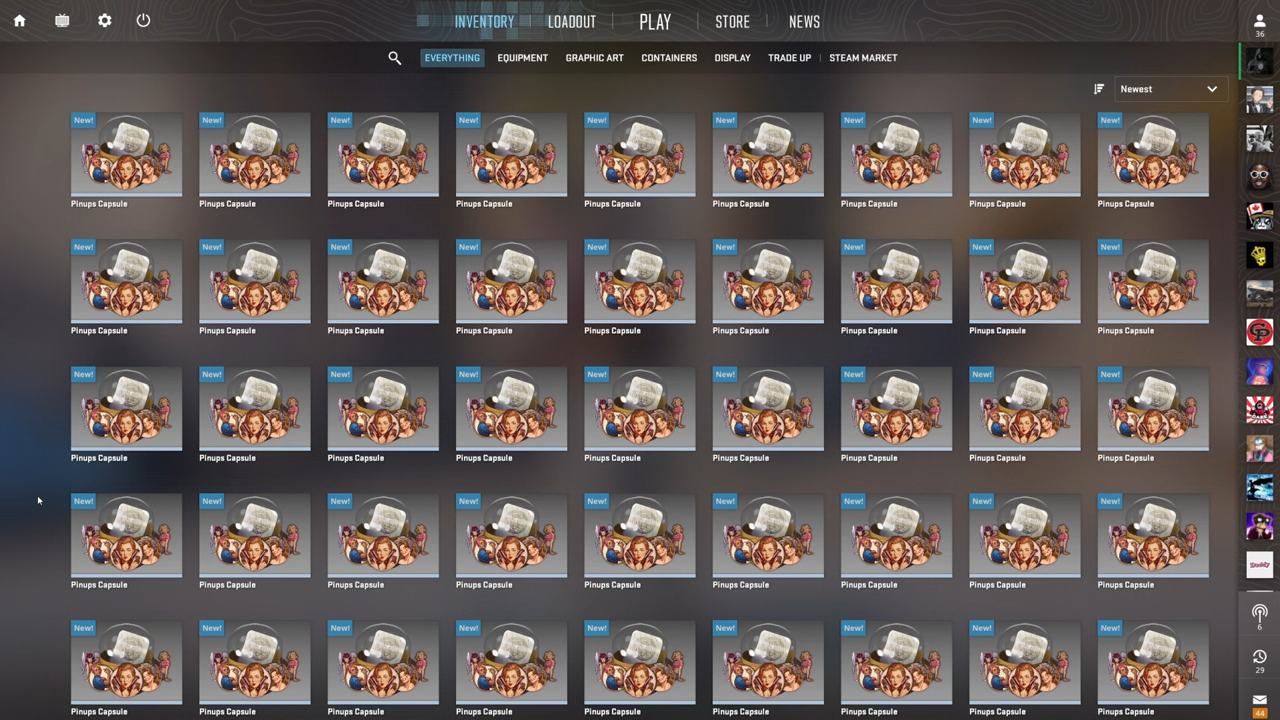 INVENTORY LOADOUT PLAY STORE NEWS
36
EVERYTHING EQUIPMENT GRAPHIC ART CONTAINERS DISPLAY TRADE UP STEAM MARKET
Newest
New! New! New! New! New! New! New! New! New!
Pinups Capsule Pinups Capsule Pinups Capsule Pinups Capsule Pinups Capsule Pinups Capsule Pinups Capsule Pinups Capsule Pinups Capsule
New! New! New! New! New! New! New! New! New!
Pinups Capsule Pinups Capsule Pinups Capsule Pinups Capsule Pinups Capsule Pinups Capsule Pinups Capsule Pinups Capsule Pinups Capsule
New! New! New! New! New! New! New! New! New!
Pinups Capsule Pinups Capsule Pinups Capsule Pinups Capsule Pinups Capsule Pinups Capsule Pinups Capsule Pinups Capsule Pinups Capsule
New! New! New! New! New! New! New! New! New!
Pinups Capsule Pinups Capsule Pinups Capsule Pinups Capsule Pinups Capsule Pinups Capsule Pinups Capsule Pinups Capsule Pinups Capsule
New! New! New! New! New! New! New! New! New!
Pinups Capsule Pinups Capsule Pinups Capsule Pinups Capsule Pinups Capsule Pinups Capsule Pinups Capsule Pinups Capsule Pinups Capsule
Daddy
6
29
44